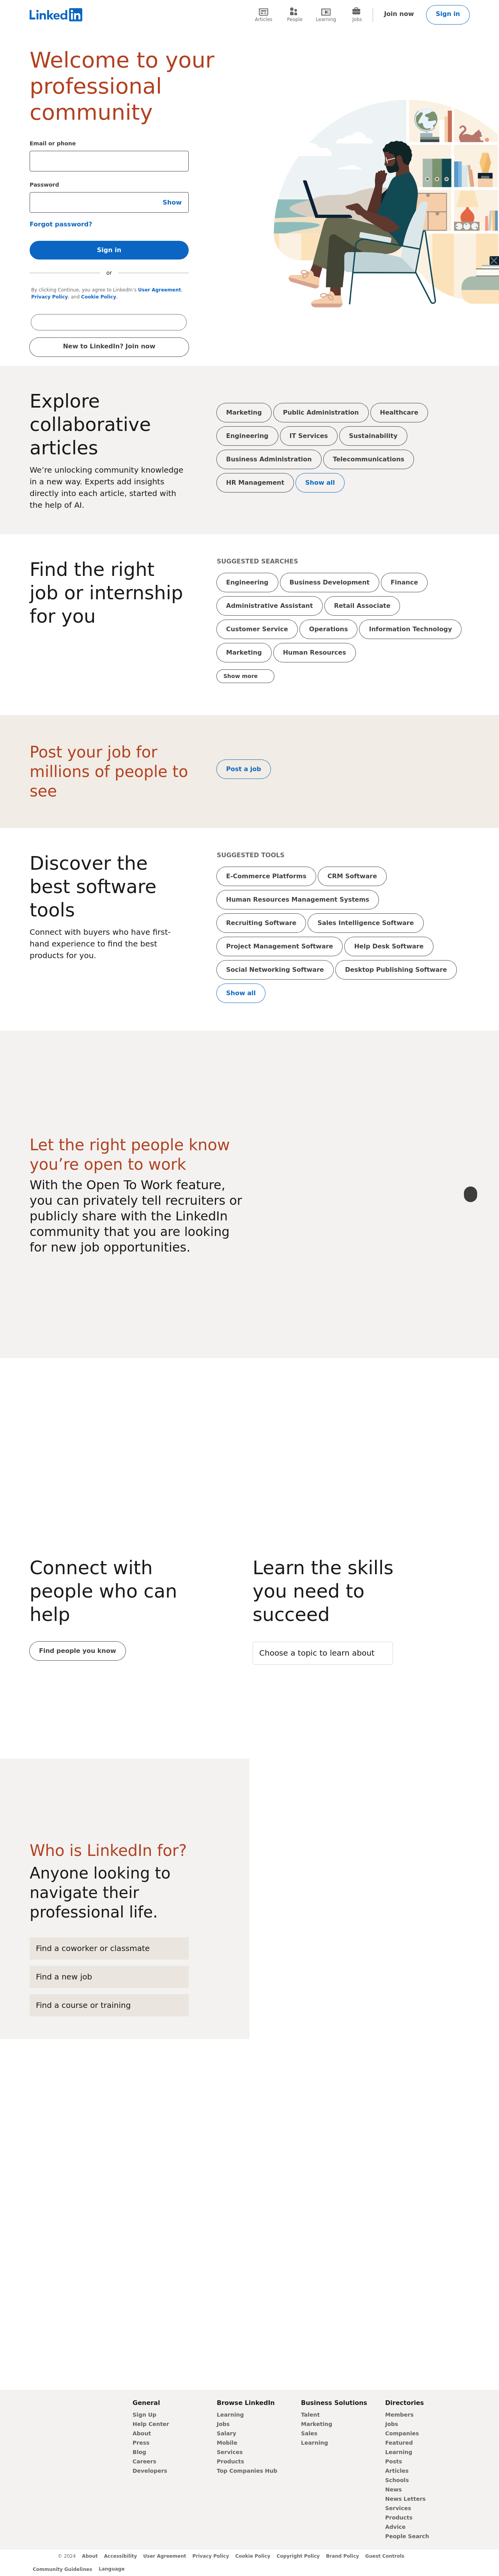 Linked in
Articles
People
Learning
Jobs
Join now
Sign in
Welcome to your
professional
community
Email or phone
Password
Show
Forgot password?
Sign in
or
By clicking Continue, you agree to LinkedIn's User Agreement,
Privacy Policy, and Cookie Policy.
New to LinkedIn? Join now
Explore
collaborative
articles
We're unlocking community knowledge
in a new way. Experts add insights
directly into each article, started with
the help of AI.
Marketing
Public Administration
Healthcare
Engineering
IT Services
Sustainability
Business Administration
Telecommunications
HR Management
Show all
Find the right
job or internship
for you
SUGGESTED SEARCHES
Engineering
Business Development
Finance
Administrative Assistant
Retail Associate
Customer Service
Operations
Information Technology
Marketing
Human Resources
Show more
Post your job for
millions of people to
see
Post a job
Discover the
best software
tools
Connect with buyers who have first-
hand experience to find the best
products for you.
SUGGESTED TOOLS
E-Commerce Platforms
CRM Software
Human Resources Management Systems
Recruiting Software
Sales Intelligence Software
Project Management Software
Help Desk Software
Social Networking Software
Desktop Publishing Software
Show all
Let the right people know
you're open to work
With the Open To Work feature,
you can privately tell recruiters or
publicly share with the LinkedIn
community that you are looking
for new job opportunities.
Connect with
people who can
help
Find people you know
Learn the skills
you need to
succeed
Choose a topic to learn about
Who is LinkedIn for?
Anyone looking to
navigate their
professional life.
Find a coworker or classmate
Find a new job
Find a course or training
General
Sign Up
Help Center
About
Press
Blog
Careers
Developers
Browse LinkedIn
Learning
Jobs
Salary
Mobile
Services
Products
Top Companies Hub
Business Solutions
Talent
Marketing
Sales
Learning
Directories
Members
Jobs
Companies
Featured
Learning
Posts
Articles
Schools
News
News Letters
Services
Products
Advice
People Search
© 2024
About
Accessibility
User Agreement
Privacy Policy
Cookie Policy
Copyright Policy
Brand Policy
Guest Controls
Community Guidelines
Language